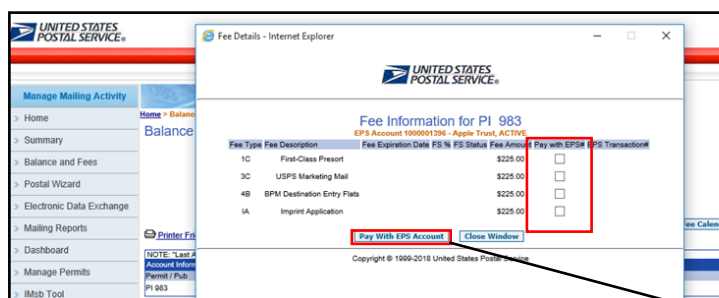 UNITED STATES
POSTAL SERVICE®
Fee Details - Internet Explorer
UNITED STATES
POSTAL SERVICE®
Manage Mailing Activity
> Home
> Summary
> Balance and Fees
> Postal Wizard
> Electronic Data Exchange
> Mailing Reports
> Dashboard
> Manage Permits
> IMsb Tool
Home > Balanc
Balance
Printer Fri
NOTE: "Last A
Account Inform
Permit / Pub
PI 983
Fee Information for PI 983
EPS Account 1000001396 - Apple Trust, ACTIVE
Fee Type Fee Description Fee Expiration Date FS % FS Status Fee Amount Pay with EPS# EPS Transaction#
1C First-Class Presort $225.00
3C USPS Marketing Mail $225.00
4B BPM Destination Entry Flats $225.00
IA Imprint Application $225.00
Pay With EPS Account Close Window
Copyright © 1999-2018 United States Postal Service
Fee Calen